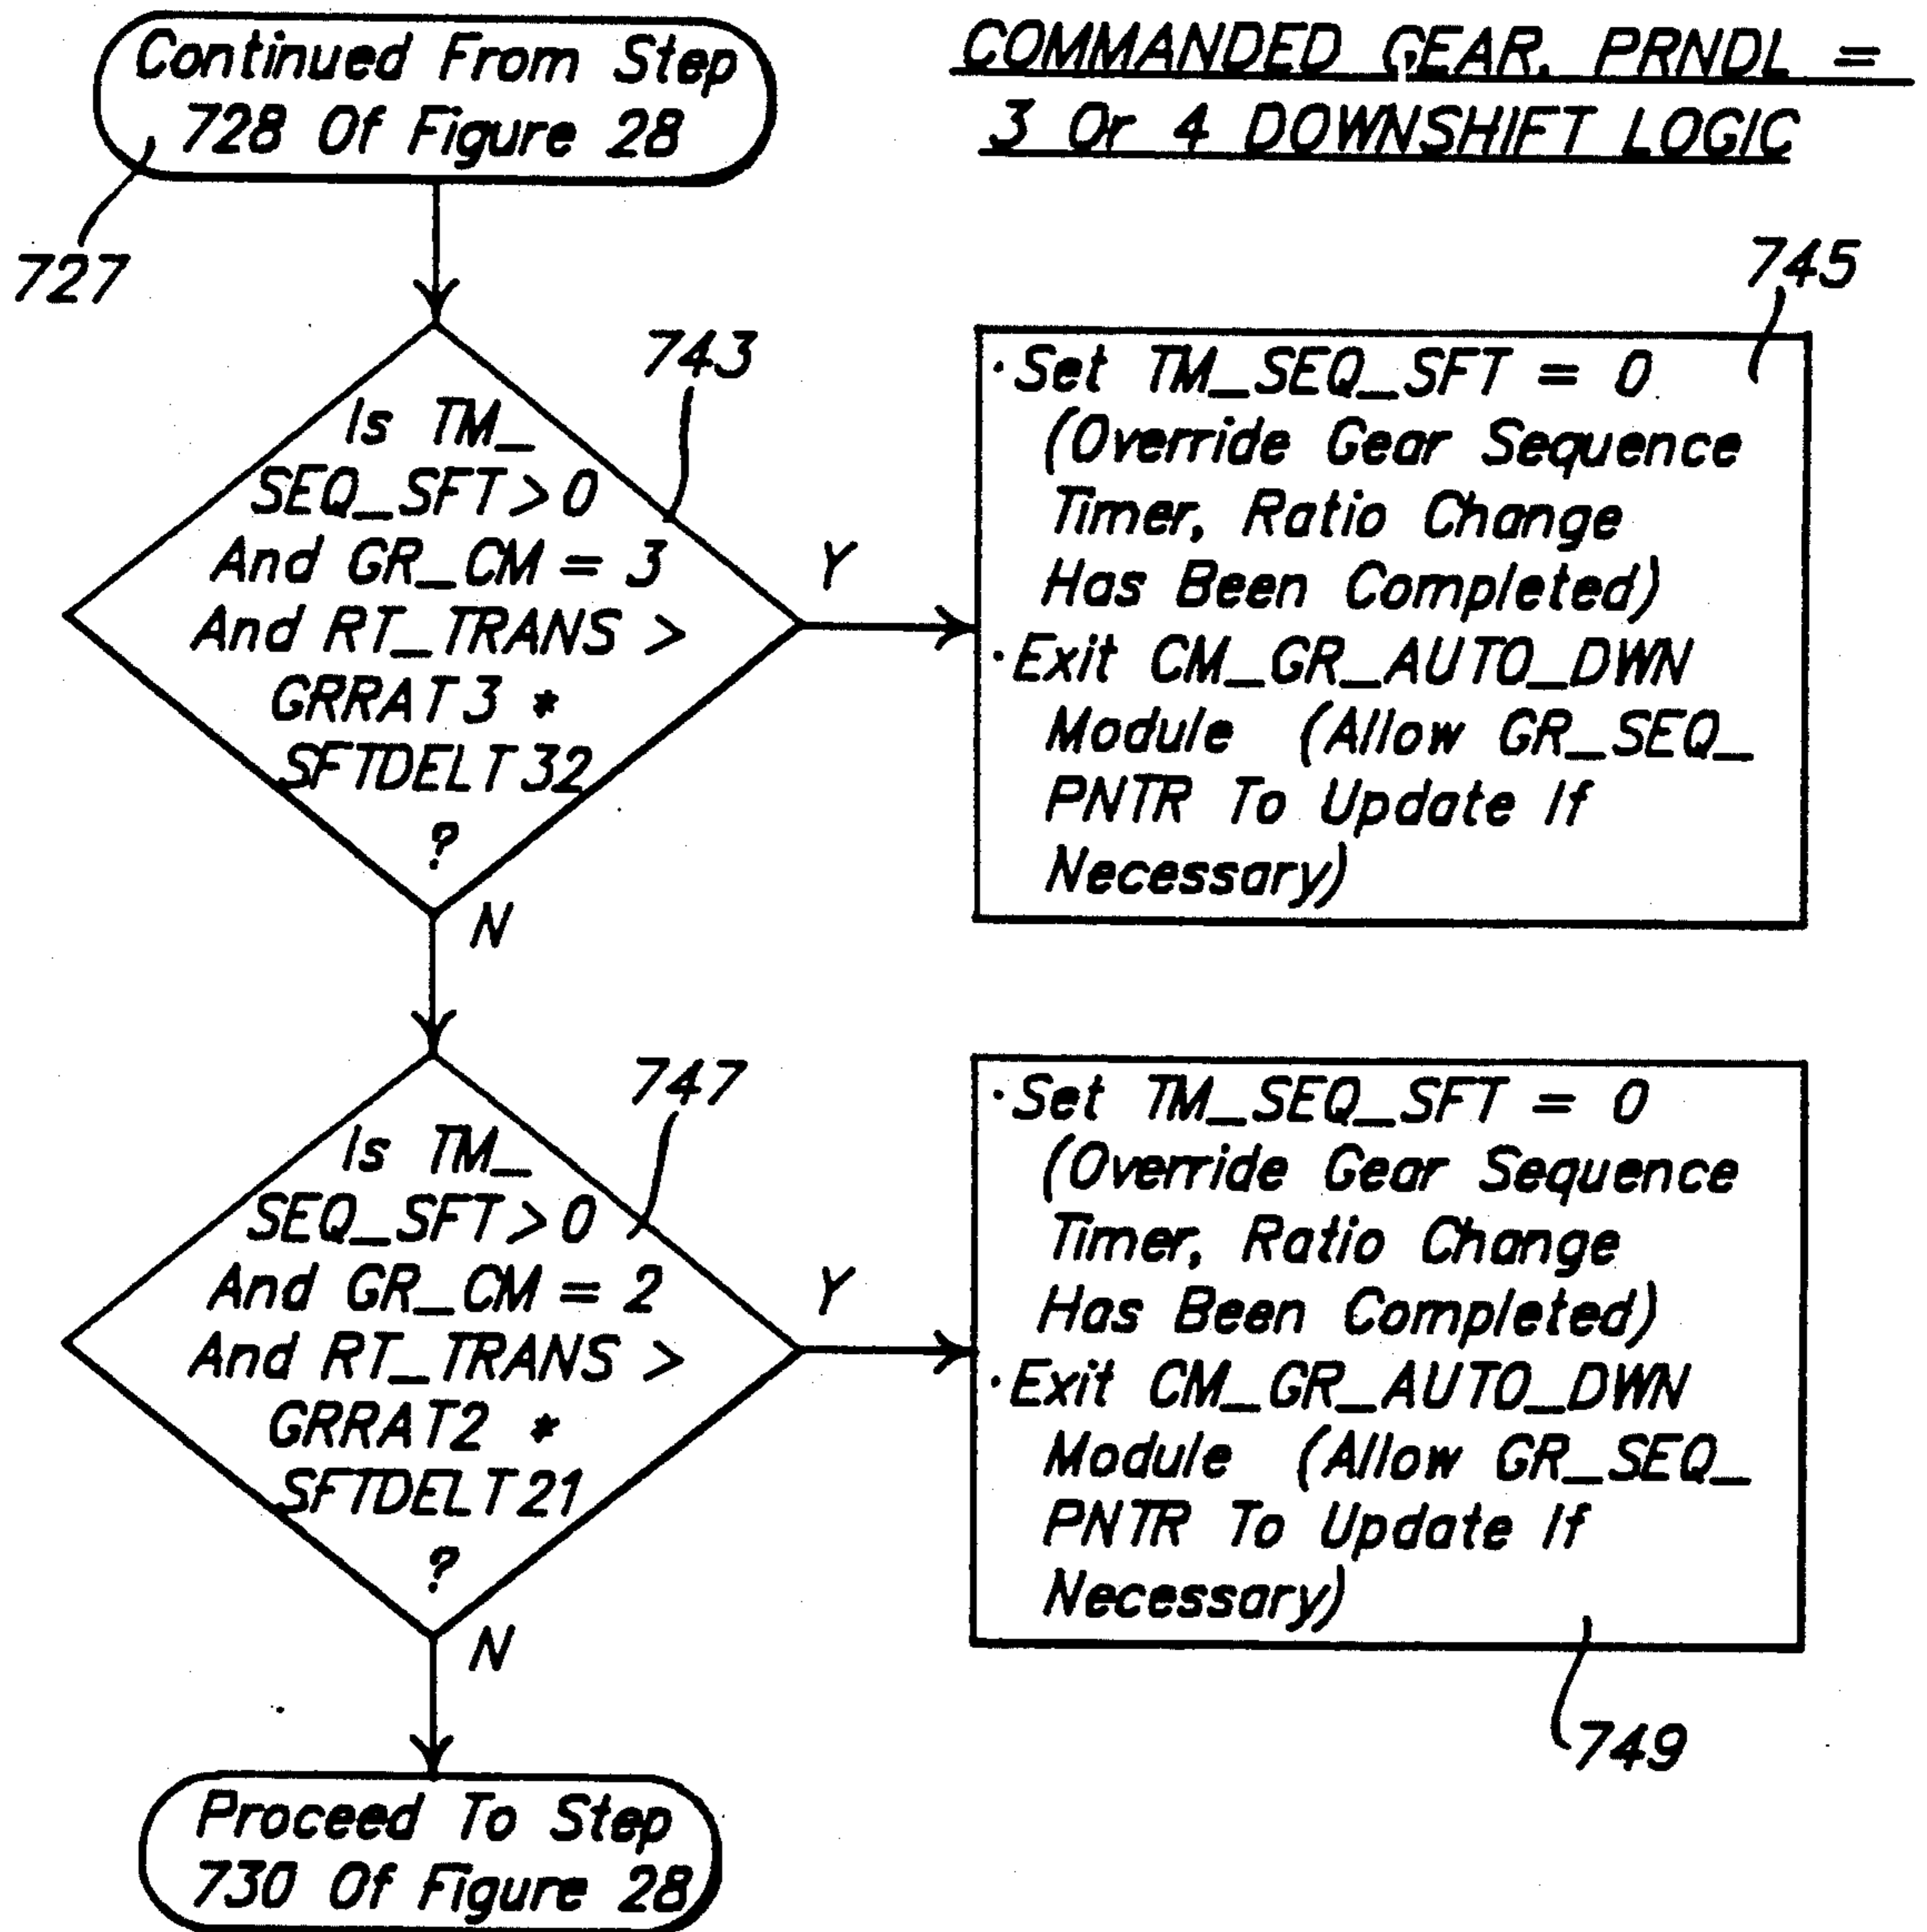 Continued From Step
728 Of Figure 28
COMMANDED GEAR, PRNDL =
3 Or 4 DOWNSHIFT LOGIC
727
743
Is TM_
SEQ_SFT > 0
And GR_CM = 3
And RT_TRANS >
GRRAT3 *
SFTDELT32
?
Y
N
745
·Set TM_SEQ_SFT = 0
(Override Gear Sequence
Timer, Ratio Change
Has Been Completed)
·Exit CM_GR_AUTO_DWN
Module (Allow GR_SEQ_
PNTR To Update If
Necessary)
747
Is TM_
SEQ_SFT > 0
And GR_CM = 2
And RT_TRANS >
GRRAT2 *
SFTDELT21
?
Y
N
·Set TM_SEQ_SFT = 0
(Override Gear Sequence
Timer, Ratio Change
Has Been Completed)
·Exit CM_GR_AUTO_DWN
Module (Allow GR_SEQ_
PNTR To Update If
Necessary)
749
Proceed To Step
730 Of Figure 28